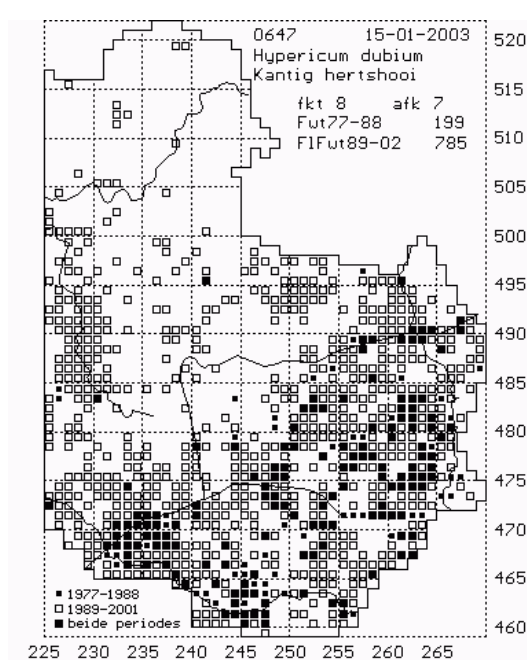 0647 15-01-2003
Hypericum dubium
Kantig hertshooi
fkt 8 afk 7
Fut77-88 199
FlFut89-02 785
520
515
510
505
500
495
490
485
480
475
470
465
460
1977-1988
1989-2001
beide periodes
225 230 235 240 245 250 255 260 265